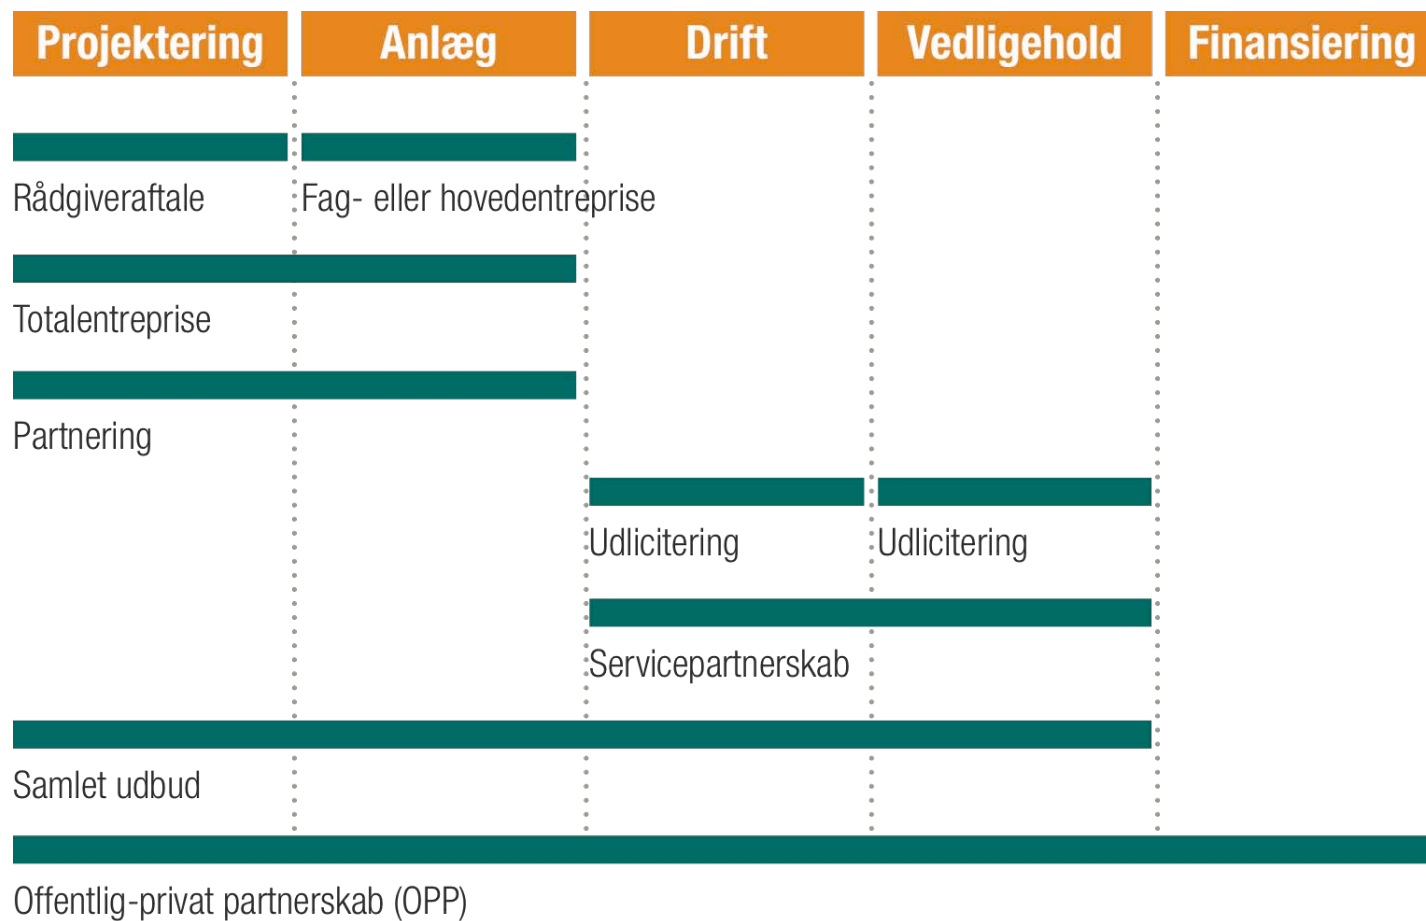 Projektering Anlæg Drift Vedligehold Finansiering
Rådgiveraftale Fag- eller hovedentreprise
Totalentreprise
Partnering
Udlicitering Udlicitering
Servicepartnerskab
Samlet udbud
Offentlig-privat partnerskab (OPP)